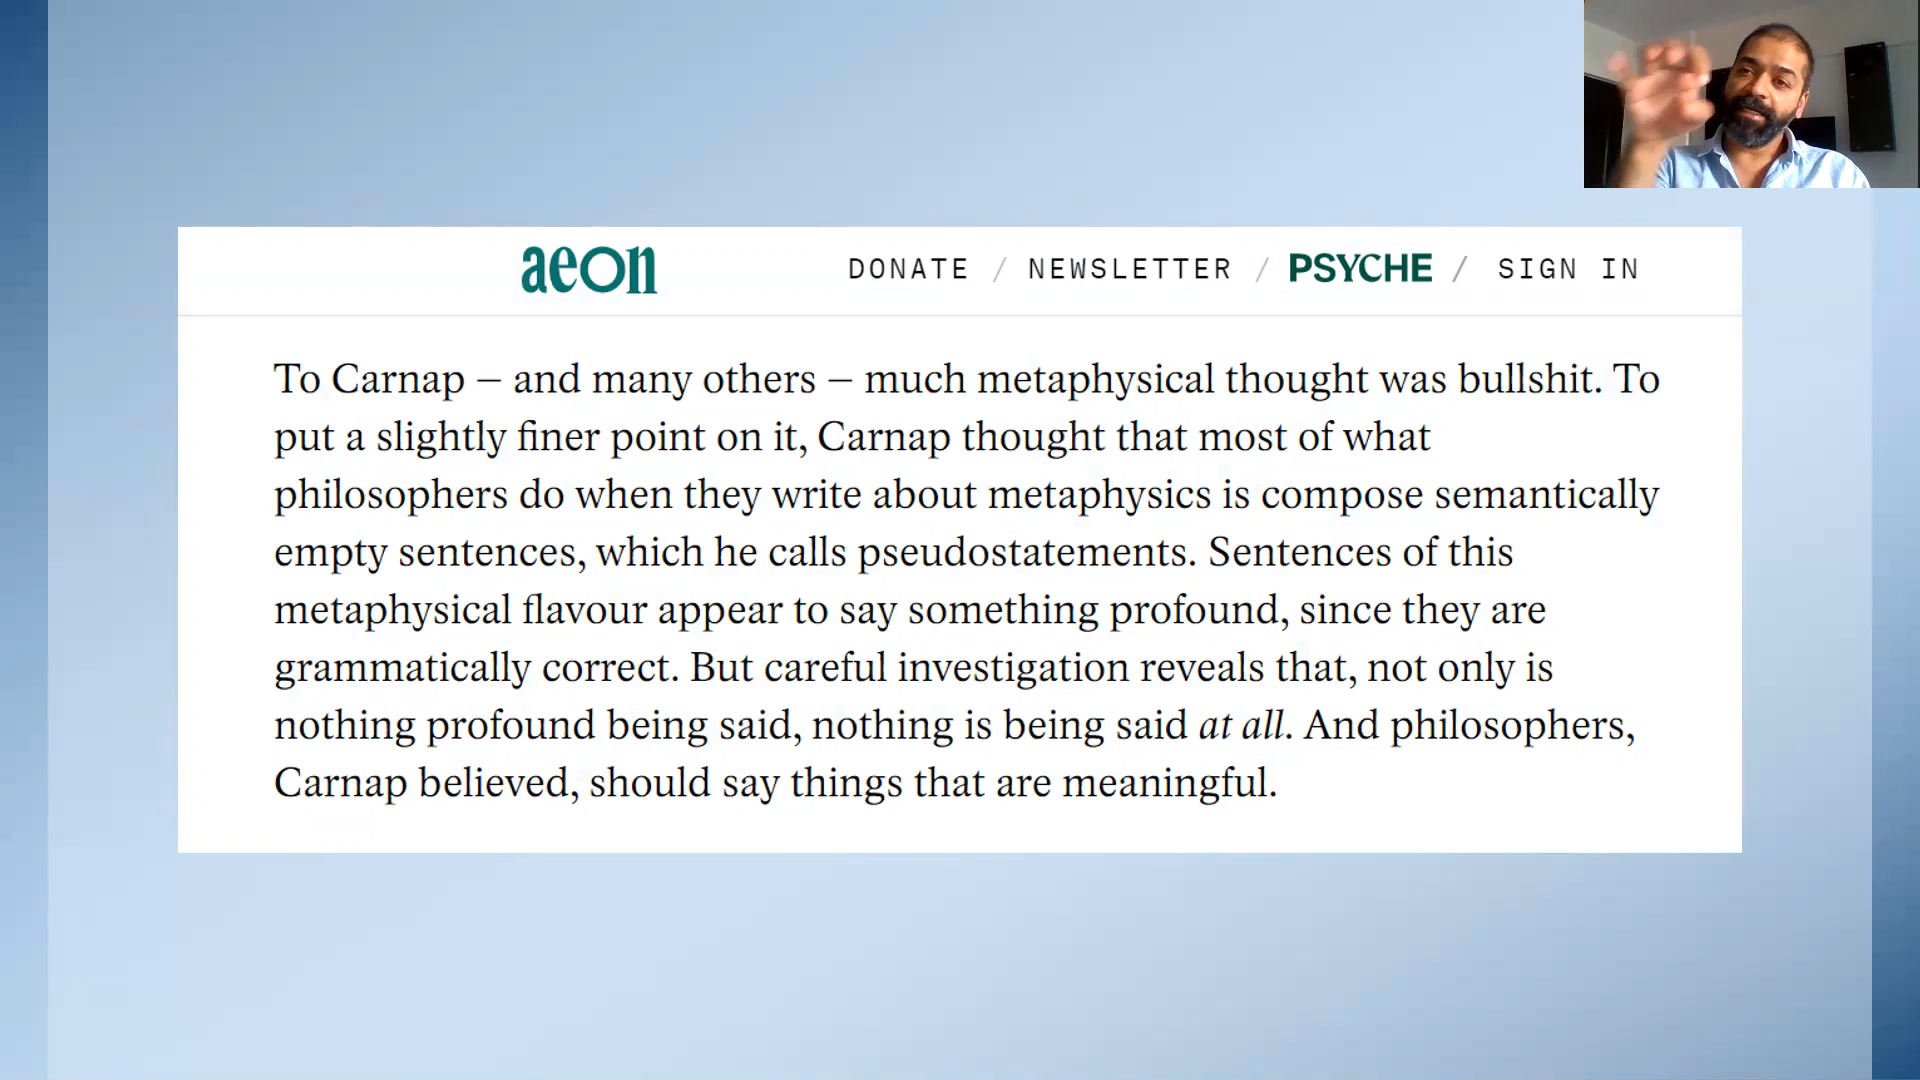 aeon
DONATE / NEWSLETTER / PSYCHE / SIGN IN
To Carnap – and many others – much metaphysical thought was bullshit. To
put a slightly finer point on it, Carnap thought that most of what
philosophers do when they write about metaphysics is compose semantically
empty sentences, which he calls pseudostatements. Sentences of this
metaphysical flavour appear to say something profound, since they are
grammatically correct. But careful investigation reveals that, not only is
nothing profound being said, nothing is being said at all. And philosophers,
Carnap believed, should say things that are meaningful.